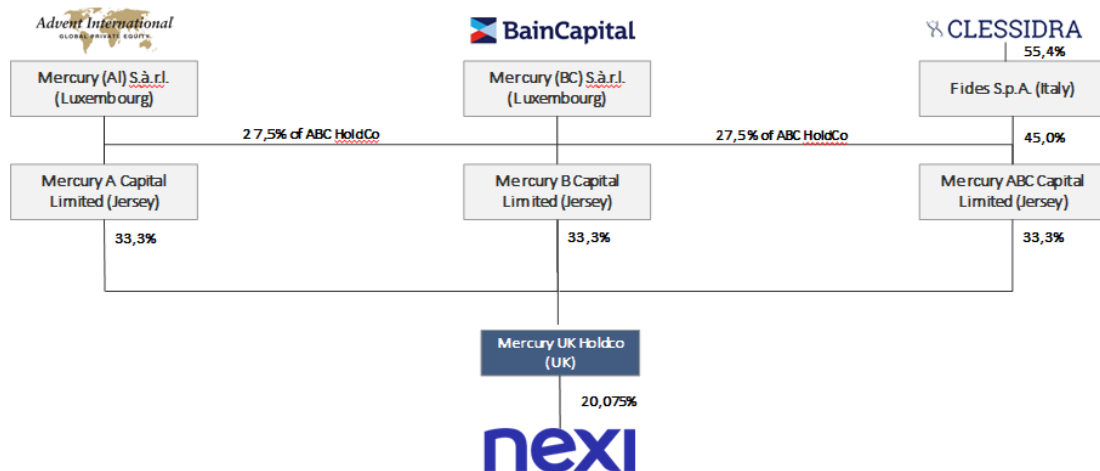 Advent International
GLOBAL PRIVATE EQUITY
BainCapital
CLESSIDRA
55,4%
Mercury (AI) S.à.r.l.
(Luxembourg)
Mercury (BC) S.à.r.l.
(Luxembourg)
Fides S.p.A. (Italy)
27,5% of ABC HoldCo
27,5% of ABC HoldCo
45,0%
Mercury A Capital
Limited (Jersey)
Mercury B Capital
Limited (Jersey)
Mercury ABC Capital
Limited (Jersey)
33,3%
33,3%
33,3%
Mercury UK Holdco
(UK)
20,075%
nexi